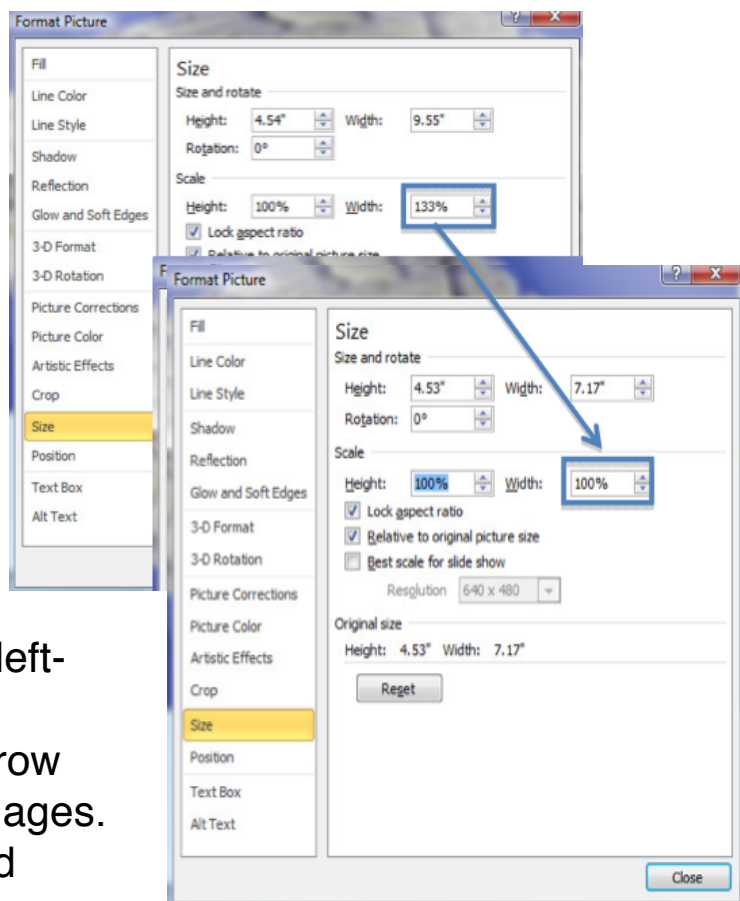 Format Picture
Fill
Line Color
Line Style
Shadow
Reflection
Glow and Soft Edges
3-D Format
3-D Rotation
Picture Corrections
Picture Color
Artistic Effects
Crop
Size
Position
Text Box
Alt Text
Size
Size and rotate
Height: 4.54" Width: 9.55"
Rotation: 0°
Scale
Height: 100% Width: 133%
Lock aspect ratio
Relative to original picture size
Format Picture
Fill
Line Color
Line Style
Shadow
Reflection
Glow and Soft Edges
3-D Format
3-D Rotation
Picture Corrections
Picture Color
Artistic Effects
Crop
Size
Position
Text Box
Alt Text
Size
Size and rotate
Height: 4.53" Width: 7.17"
Rotation: 0°
Scale
Height: 100% Width: 100%
Lock aspect ratio
Relative to original picture size
Best scale for slide show
Resolution 640 x 480
Original size
Height: 4.53" Width: 7.17"
Reset
Close
left-
row
ages.
d